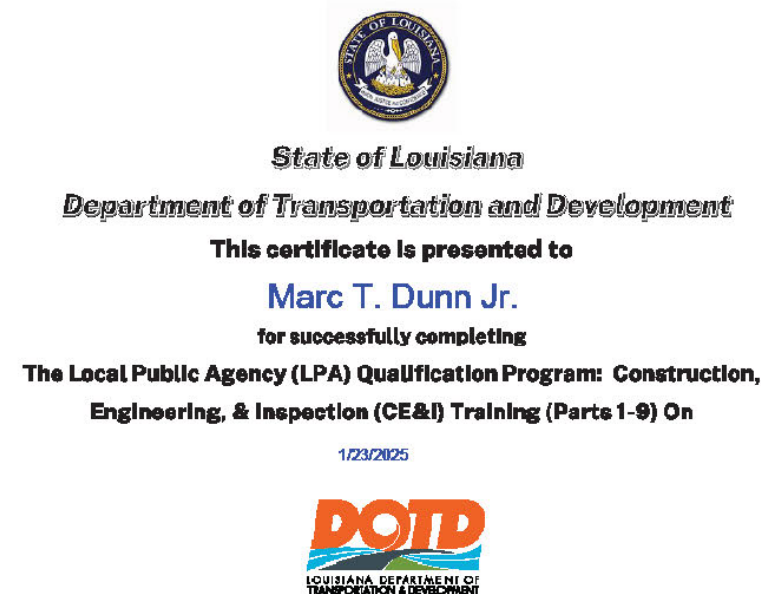 STATE OF LOUISIANA
State of Louisiana
Department of Transportation and Development
This certificate is presented to
Marc T. Dunn Jr.
for successfully completing
The Local Public Agency (LPA) Qualification Program: Construction,
Engineering, & Inspection (CE&I) Training (Parts 1-9) On
1/23/2025
DOTD
LOUISIANA DEPARTMENT OF
TRANSPORTATION & DEVELOPMENT